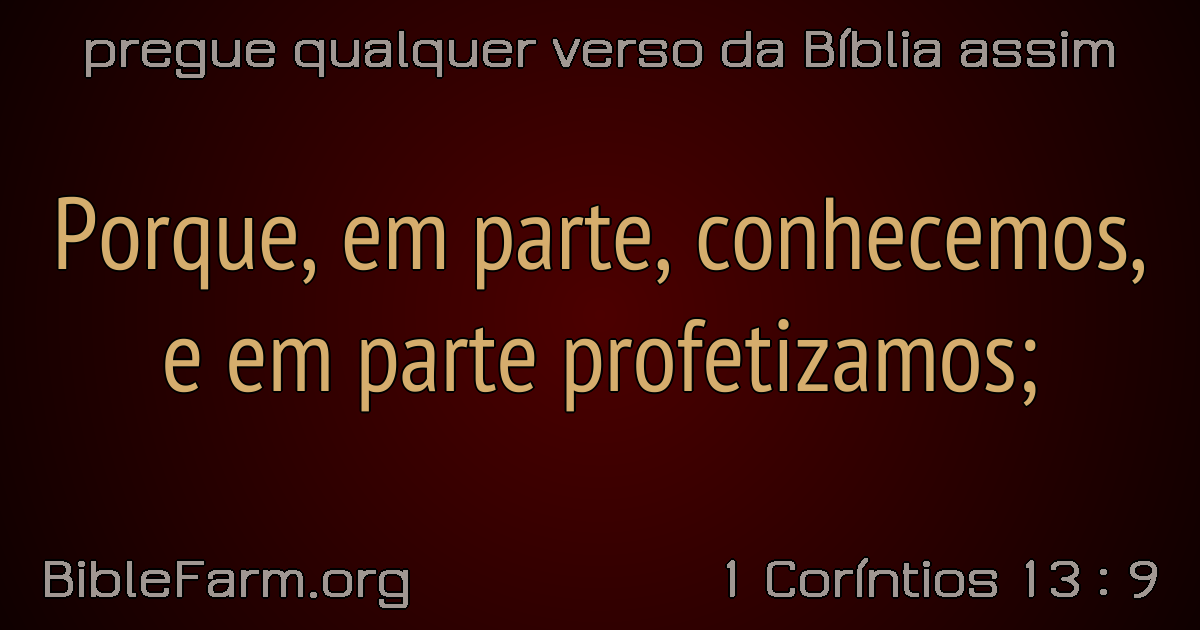 pregue qualquer verso da Bíblia assim
Porque, em parte, conhecemos,
e em parte profetizamos;
BibleFarm.org
1 Coríntios 13 : 9